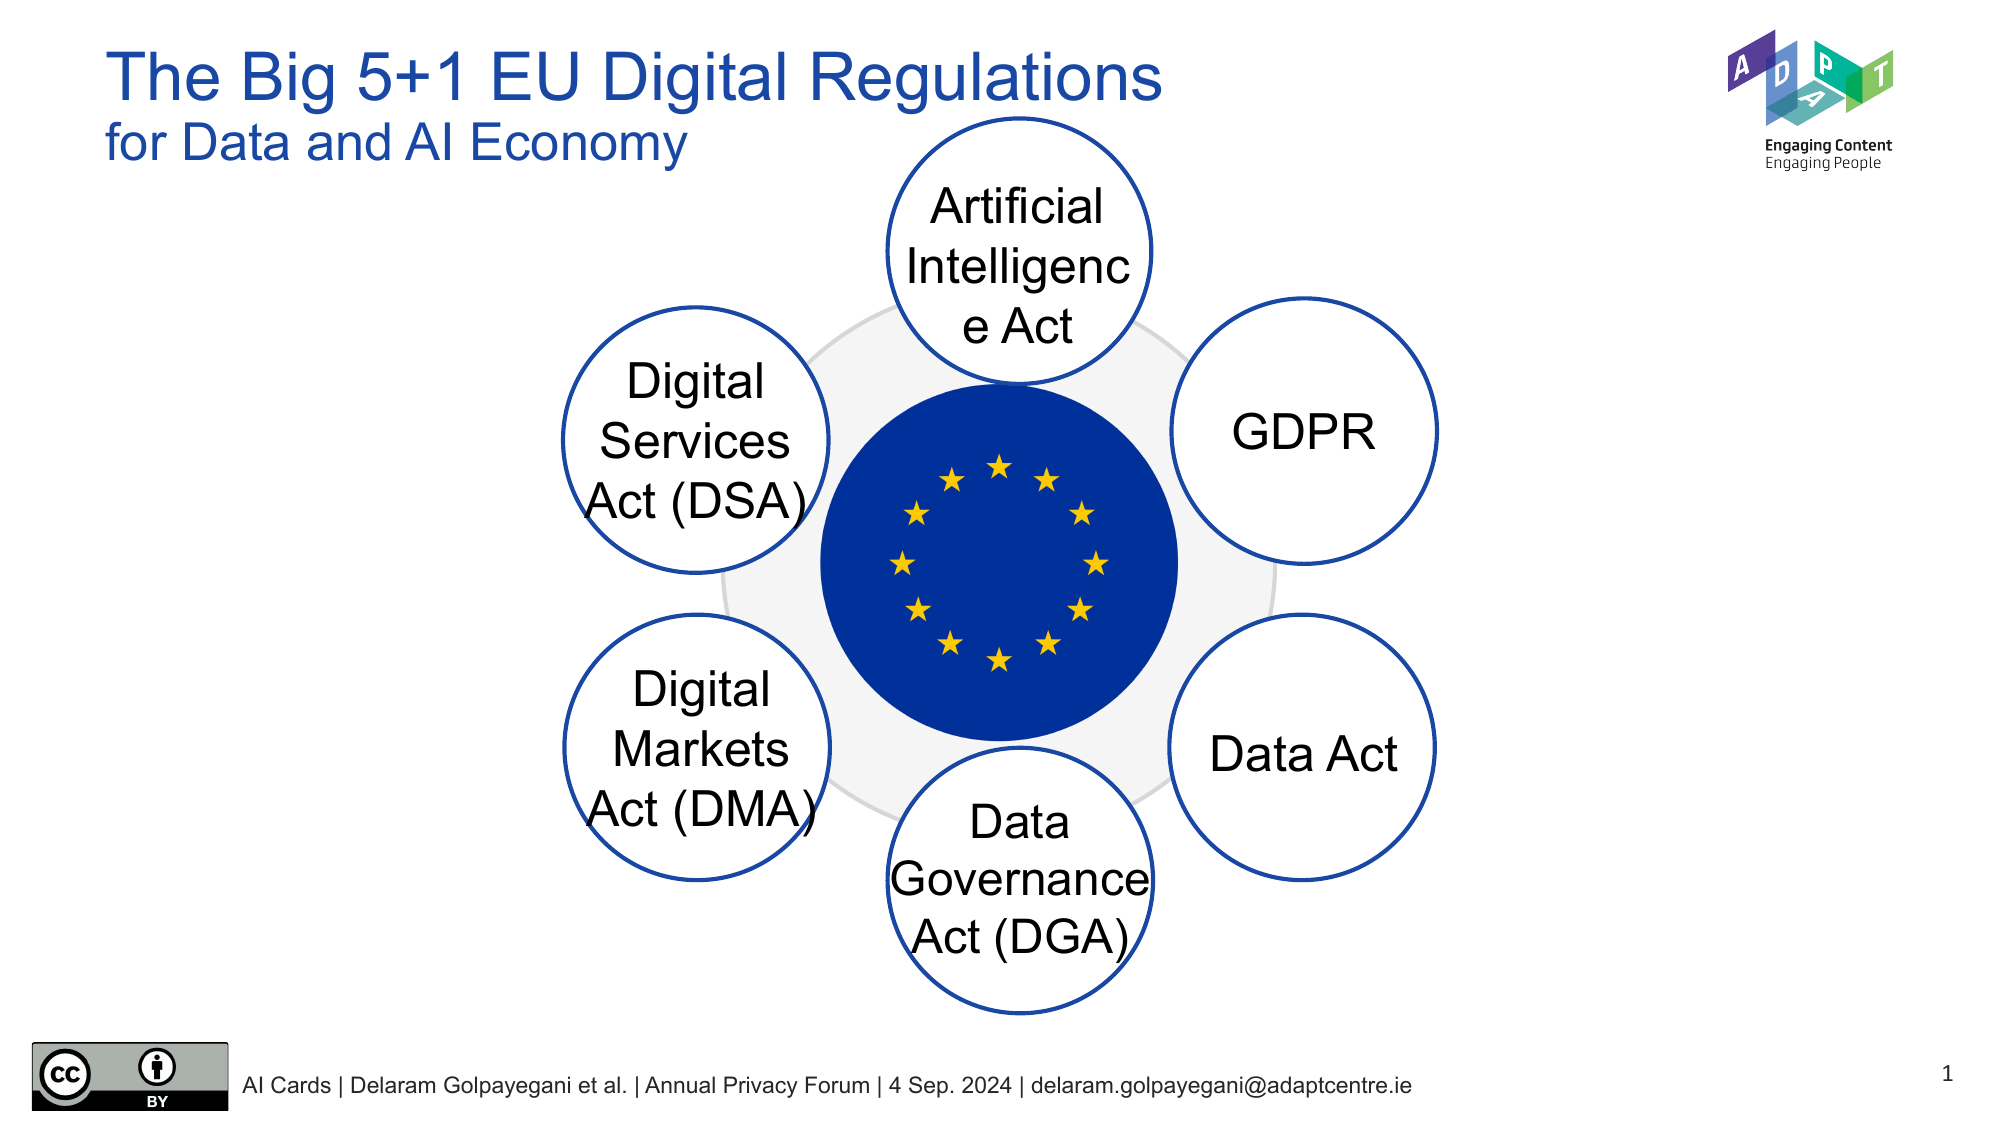 The Big 5+1 EU Digital Regulations
for Data and AI Economy
A D A P T
Engaging Content
Engaging People
Artificial
Intelligenc
e Act
Digital
Services
Act (DSA)
GDPR
Digital
Markets
Act (DMA)
Data Act
Data
Governance
Act (DGA)
cc
BY
AI Cards | Delaram Golpayegani et al. | Annual Privacy Forum | 4 Sep. 2024 | delaram.golpayegani@adaptcentre.ie
1